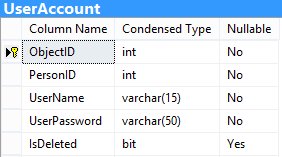 UserAccount
Column Name Condensed Type Nullable
ObjectID int No
PersonID int No
UserName varchar(15) No
UserPassword varchar(50) No
IsDeleted bit Yes